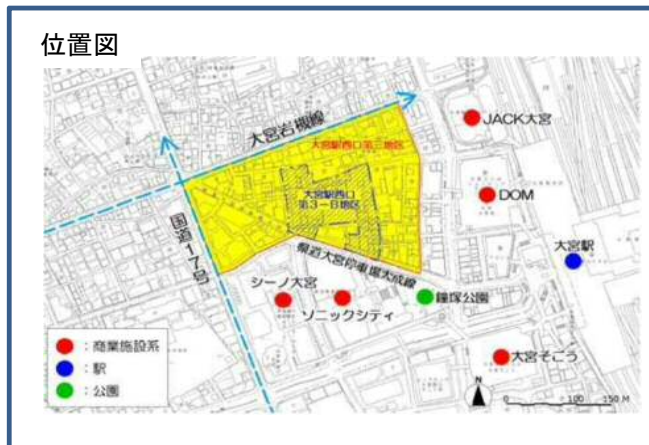 位置図
大宮岩槻線
JACK大宮
大宮駅西口第三地区
DOM
大宮駅西口
第3-B地区
大宮駅
国道17号
県道大宮停車場大成線
シーノ大宮
鐘塚公園
ソニックシティ
：商業施設系
：駅
：公園
大宮そごう
N
0 100 150 M